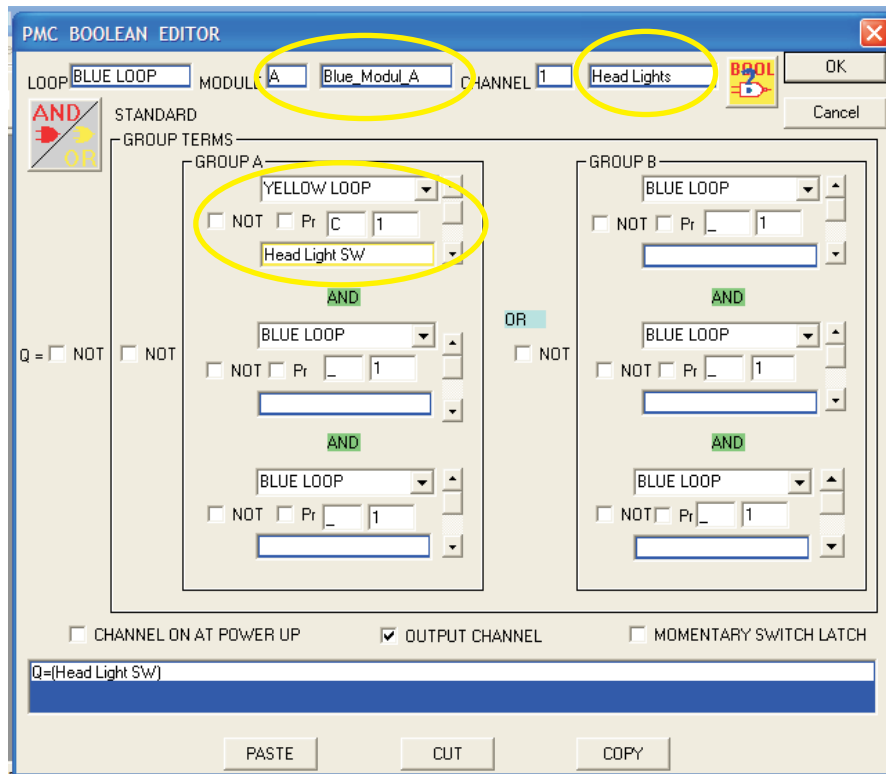 PMC BOOLEAN EDITOR
LOOP BLUE LOOP MODULE A Blue_Modul_A CHANNEL 1 Head Lights BOOL ? OK
Cancel
AND OR STANDARD
GROUP TERMS
GROUP A GROUP B
YELLOW LOOP BLUE LOOP
NOT Pr C 1 NOT Pr _ 1
Head Light SW
AND AND
OR
BLUE LOOP BLUE LOOP
Q = NOT NOT NOT
NOT Pr _ 1 NOT Pr _ 1
AND AND
BLUE LOOP BLUE LOOP
NOT Pr _ 1 NOT Pr _ 1
CHANNEL ON AT POWER UP OUTPUT CHANNEL MOMENTARY SWITCH LATCH
Q=(Head Light SW)
PASTE CUT COPY